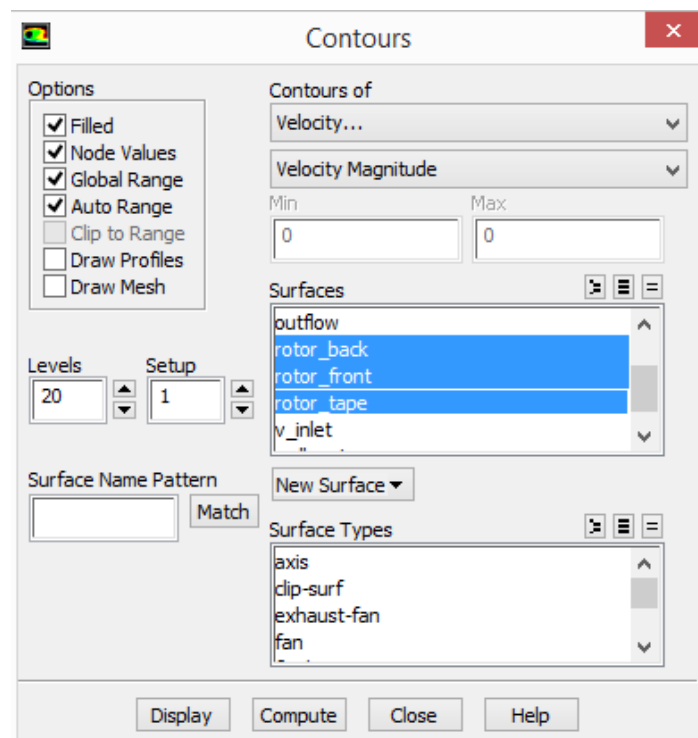 Contours
Options
Filled
Node Values
Global Range
Auto Range
Clip to Range
Draw Profiles
Draw Mesh
Levels Setup
20 1
Surface Name Pattern
Match
Contours of
Velocity...
Velocity Magnitude
Min Max
0 0
Surfaces
outflow
rotor_back
rotor_front
rotor_tape
v_inlet
New Surface
Surface Types
axis
clip-surf
exhaust-fan
fan
Display Compute Close Help